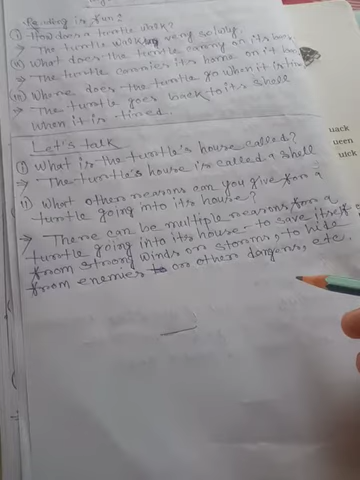 Reading is fun?
(i) How does a turtle walk?
→ The turtle walks very slowly.
(ii) What does the turtle carry on its back
→ The turtle carries its home on it bac
(iii) Where does the turtle go when it is tire
→ The turtle goes back to its shell
when it is tired.
Let's talk
(i) What is the turtle's house called?
→ The turtle's house is called a shell
(ii) What other reasons can you give for a
turtle going into its house?
→ There can be multiple reasons for a
turtle going into its house - to save itself
from strong winds or storms, to hide
from enemies or other dangens, etc.
uack
ueen
uick